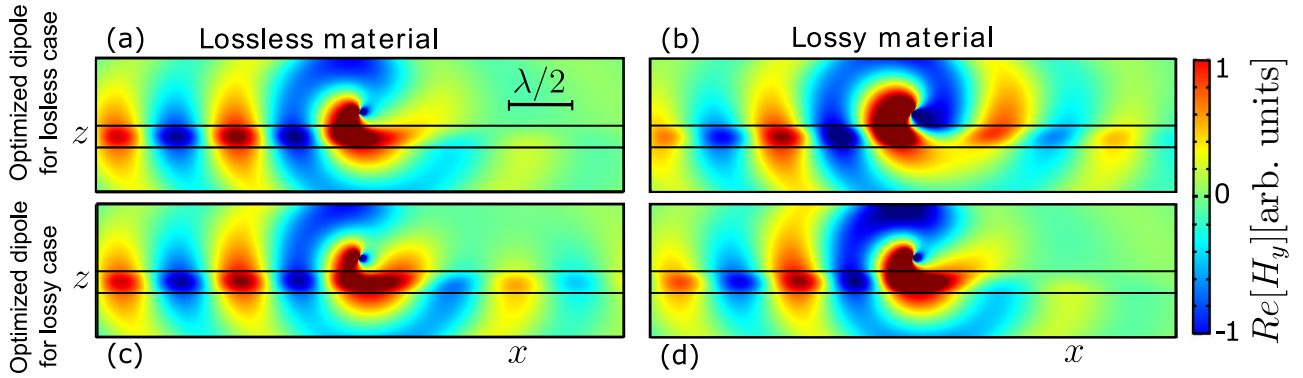 (a) Lossless material
(b) Lossy material
Optimized dipole
for losless case
z
λ/2
1
0
-1
Re[H_y][arb. units]
Optimized dipole
for lossy case
z
(c)
x
(d)
x